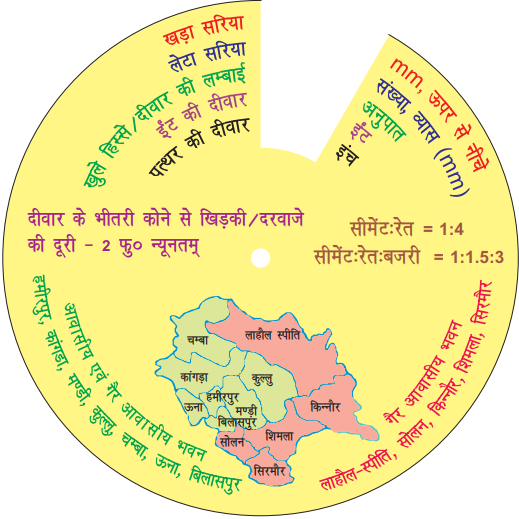 खड़ा सरिया
लेटा सरिया
खुले हिस्से/दीवार की लम्बाई
ईंट की दीवार
पत्थर की दीवार
mm, ऊपर से नीचे
संख्या, व्यास (mm)
अनुपात
दीवार के भीतरी कोने से खिड़की/दरवाजे
की दूरी - 2 फु० न्यूनतम्
सीमेंटःरेत = 1:4
सीमेंटःरेतःबजरी = 1:1.5:3
आवासीय एवं गैर आवासीय भवन
हमीरपुर, कांगड़ा, मण्डी, कुल्लु, चम्बा, ऊना, बिलासपुर
गैर आवासीय भवन
लाहौल-स्पीति, सोलन, किन्नौर, शिमला, सिरमौर
चम्बा
लाहौल स्पीति
कांगड़ा
कुल्लु
हमीरपुर
ऊना
मण्डी
किन्नौर
बिलासपुर
सोलन
शिमला
सिरमौर